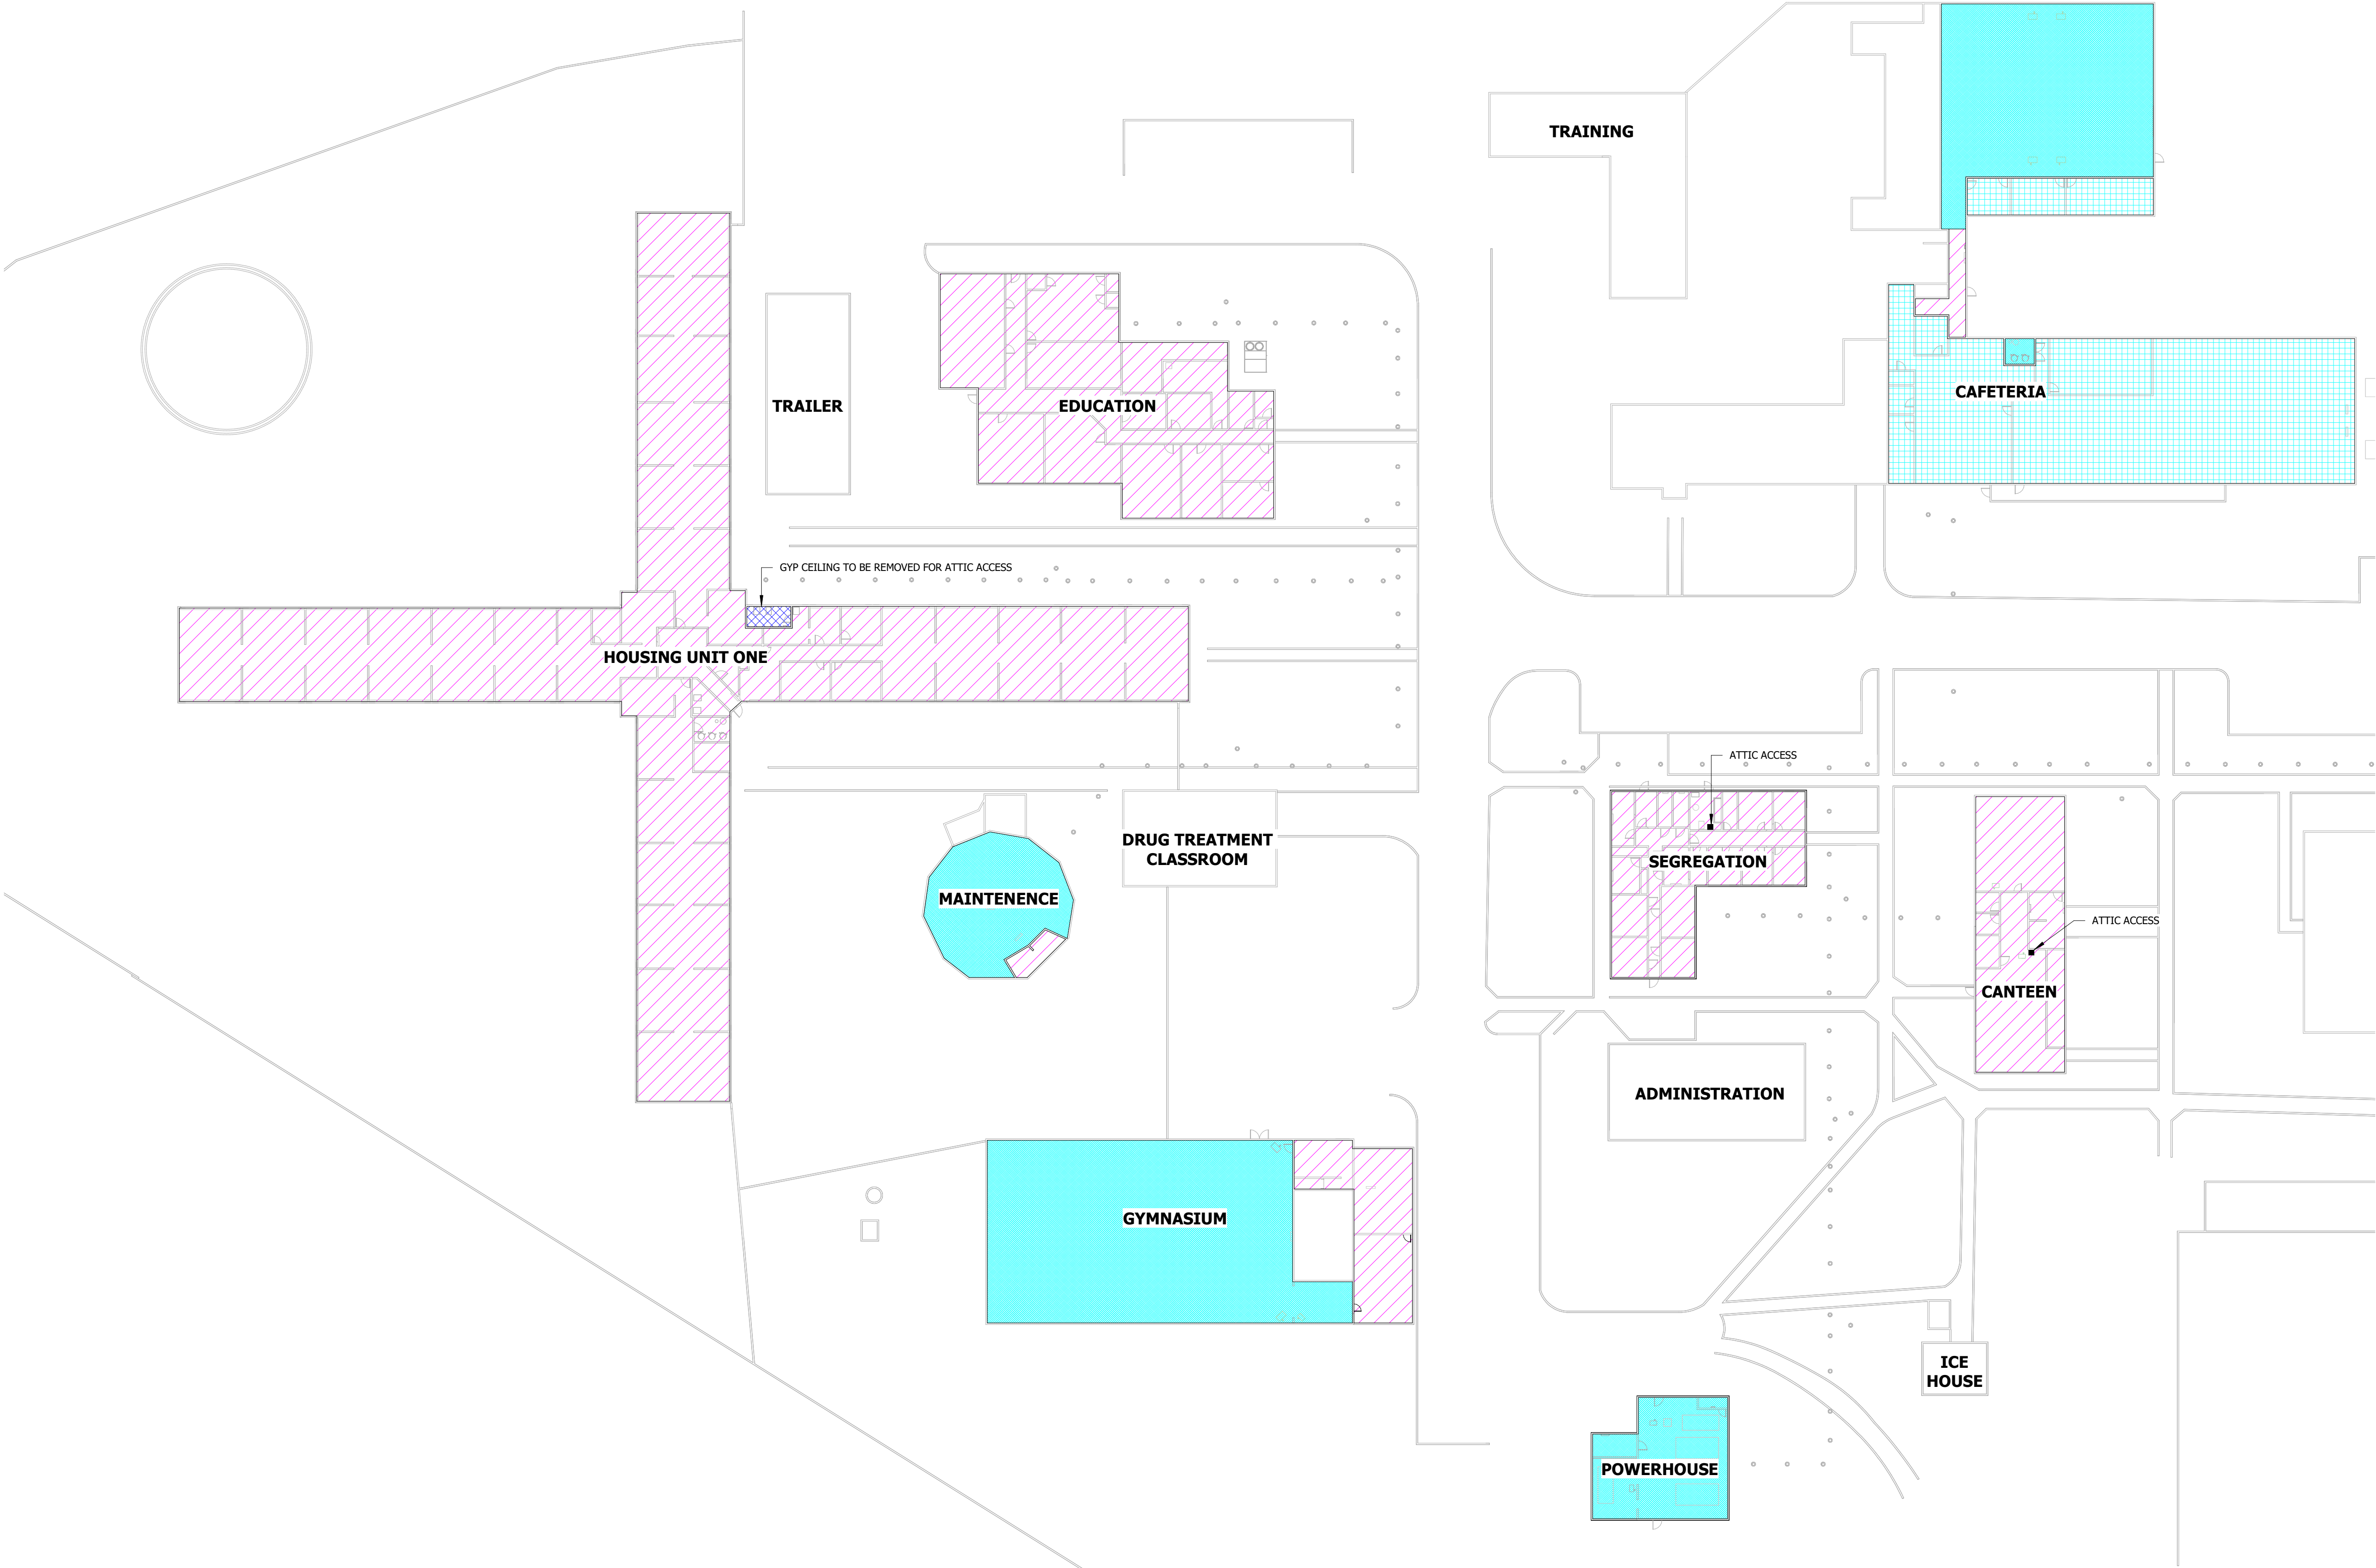 TRAINING
TRAILER
EDUCATION
CAFETERIA
GYP CEILING TO BE REMOVED FOR ATTIC ACCESS
HOUSING UNIT ONE
ATTIC ACCESS
DRUG TREATMENT
CLASSROOM
SEGREGATION
MAINTENENCE
ATTIC ACCESS
CANTEEN
ADMINISTRATION
GYMNASIUM
ICE
HOUSE
POWERHOUSE